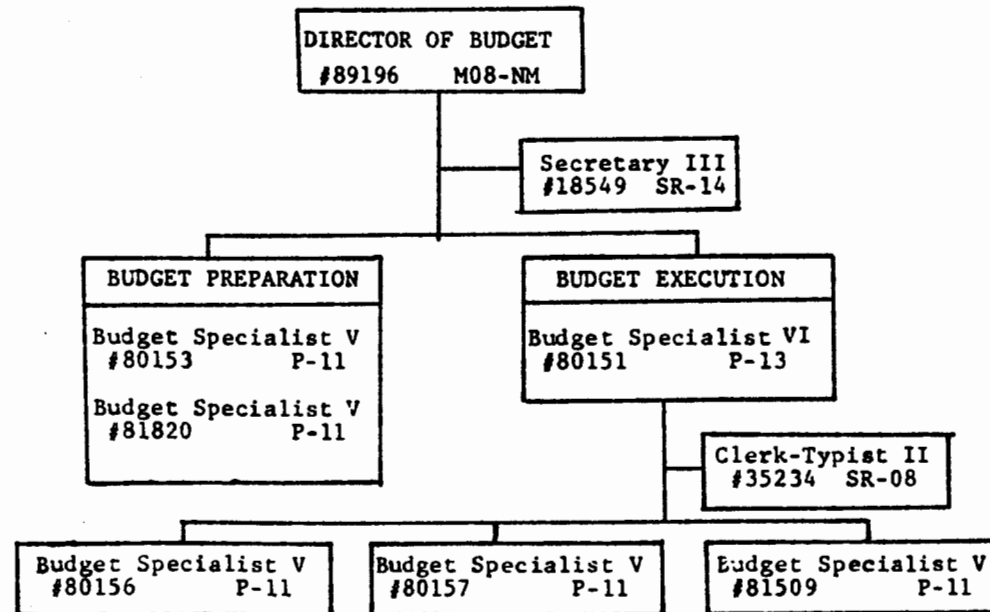 DIRECTOR OF BUDGET
#89196 M08-NM
Secretary III
#18549 SR-14
BUDGET PREPARATION
Budget Specialist V
#80153 P-11
Budget Specialist V
#81820 P-11
BUDGET EXECUTION
Budget Specialist VI
#80151 P-13
Clerk-Typist II
#35234 SR-08
Budget Specialist V
#80156 P-11
Budget Specialist V
#80157 P-11
Budget Specialist V
#81509 P-11